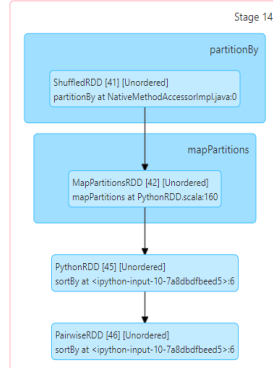 Stage 14
partitionBy
ShuffledRDD [41] [Unordered]
partitionBy at NativeMethodAccessorImpl.java:0
mapPartitions
MapPartitionsRDD [42] [Unordered]
mapPartitions at PythonRDD.scala:160
PythonRDD [45] [Unordered]
sortBy at <ipython-input-10-7a8dbdfbeed5>:6
PairwiseRDD [46] [Unordered]
sortBy at <ipython-input-10-7a8dbdfbeed5>:6